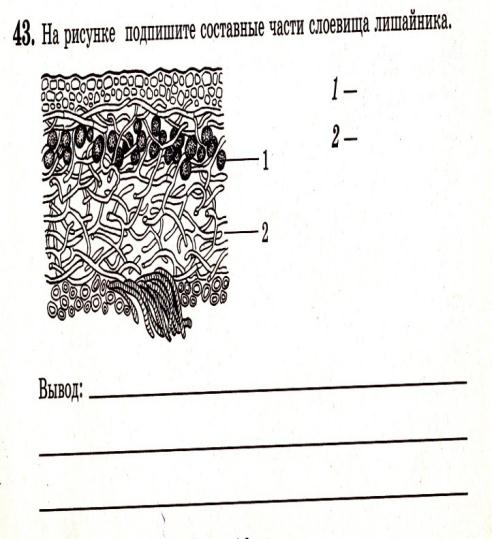 43. На рисунке подпишите составные части слоевища лишайника.
1 –
2 –
1
2
Вывод: